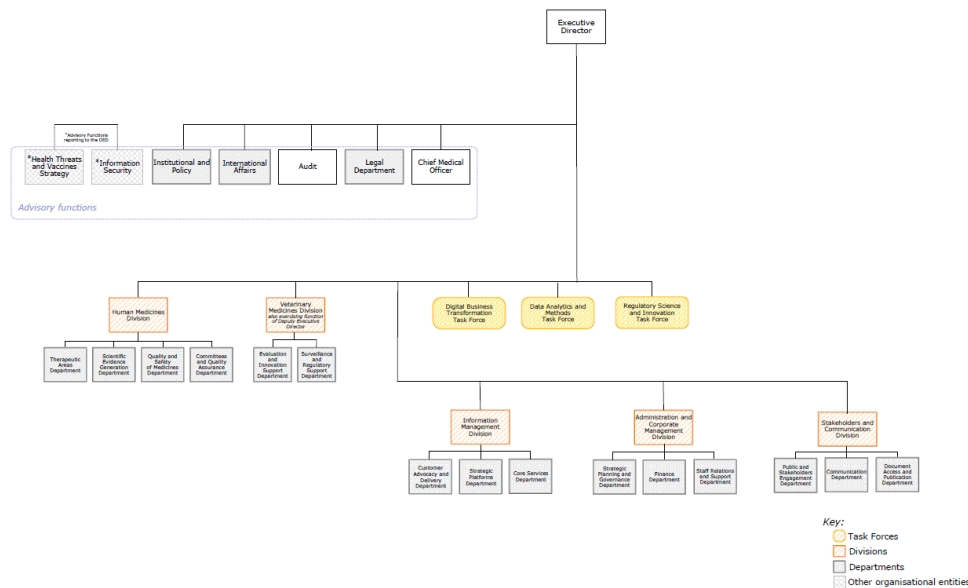 Executive
Director
*Advisory Functions
reporting to the DED
*Health Threats
and Vaccines
Strategy
*Information
Security
Institutional and
Policy
International
Affairs
Audit
Legal
Department
Chief Medical
Officer
Advisory functions
Human Medicines
Division
Veterinary
Medicines Division
also exercising function
of Deputy Executive
Director
Digital Business
Transformation
Task Force
Data Analytics and
Methods
Task Force
Regulatory Science
and Innovation
Task Force
Therapeutic
Areas
Department
Scientific
Evidence
Generation
Department
Quality and
Safety
of Medicines
Department
Committees
and Quality
Assurance
Department
Evaluation
and
Innovation
Support
Department
Surveillance
and
Regulatory
Support
Department
Information
Management
Division
Administration and
Corporate
Management
Division
Stakeholders and
Communication
Division
Customer
Advocacy and
Delivery
Department
Strategic
Platforms
Department
Core Services
Department
Strategic
Planning and
Governance
Department
Finance
Department
Staff Relations
and Support
Department
Public and
Stakeholders
Engagement
Department
Communication
Department
Document
Access and
Publication
Department
Key:
Task Forces
Divisions
Departments
Other organisational entities